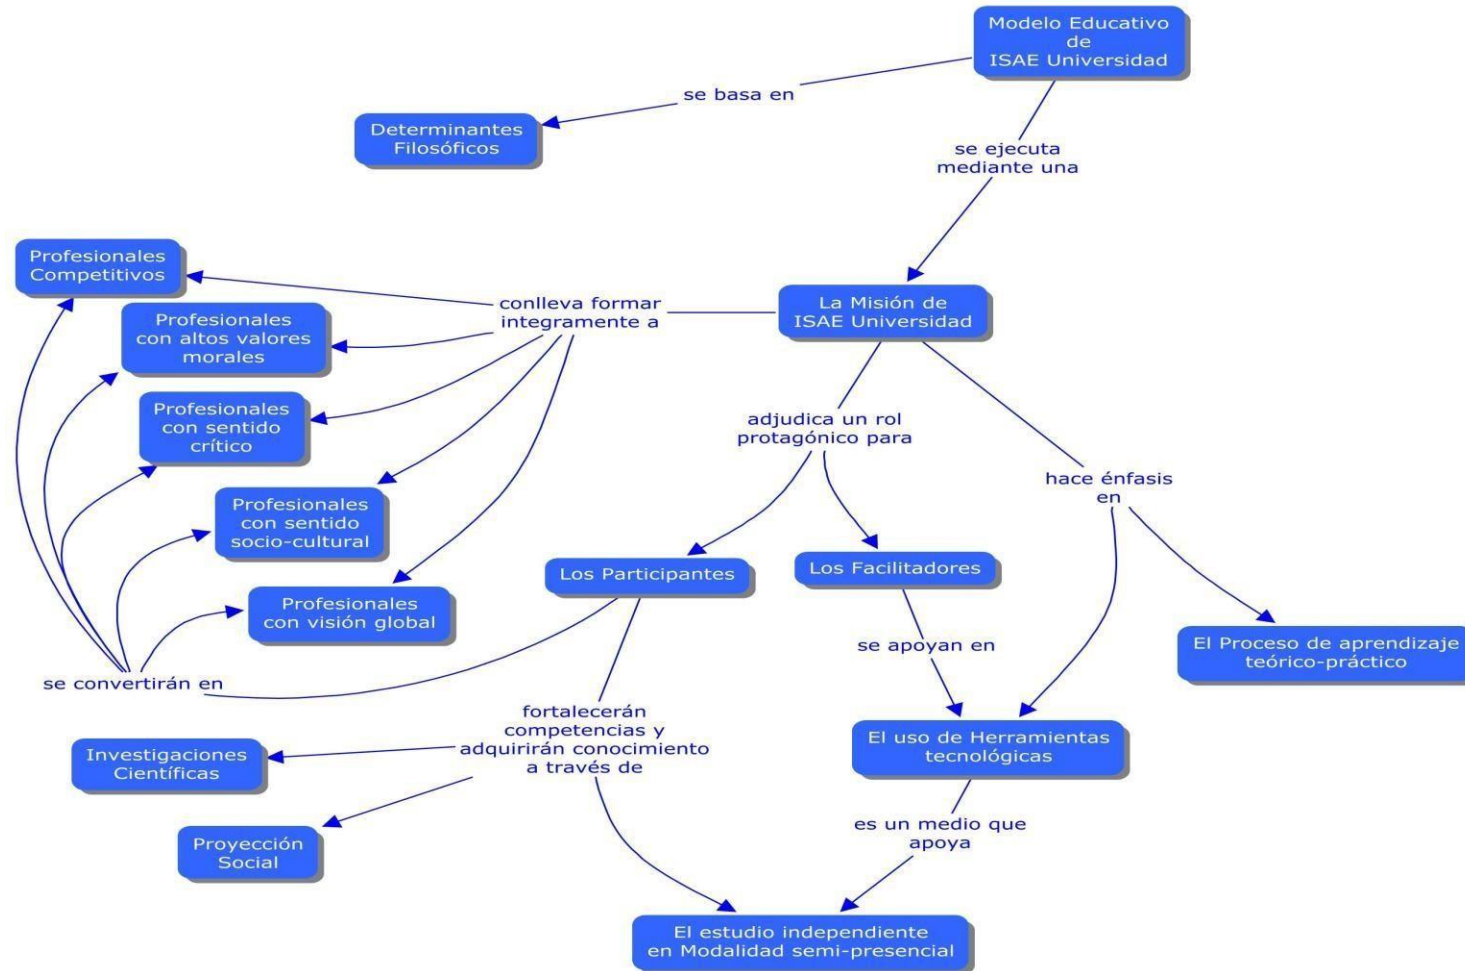 Modelo Educativo
de
ISAE Universidad
se basa en
Determinantes
Filosóficos
se ejecuta
mediante una
Profesionales
Competitivos
conlleva formar
integramente a
La Misión de
ISAE Universidad
Profesionales
con altos valores
morales
Profesionales
con sentido
crítico
adjudica un rol
protagónico para
hace énfasis
en
Profesionales
con sentido
socio-cultural
Los Participantes
Los Facilitadores
Profesionales
con visión global
se apoyan en
El Proceso de aprendizaje
teórico-práctico
se convertirán en
fortalecerán
competencias y
adquirirán conocimiento
a través de
Investigaciones
Científicas
El uso de Herramientas
tecnológicas
Proyección
Social
es un medio que
apoya
El estudio independiente
en Modalidad semi-presencial